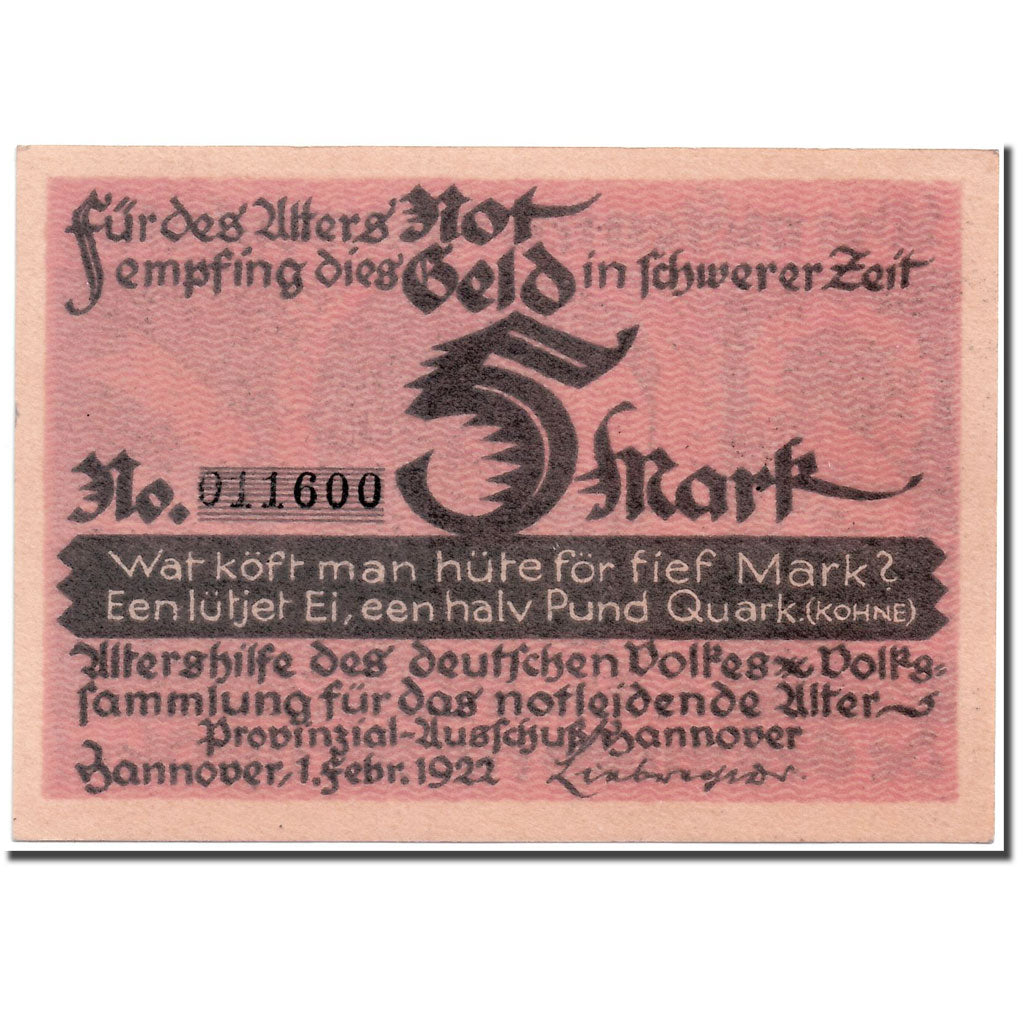 Für des Alters Not
empfing dies Geld in schwerer Zeit
5 Mark
No. 011600
Wat köft man hüte för fief Mark?
Een lütjet Ei, een halv Pund Quark. (KOHNE)
Altershilfe des deutschen Volkes Volks-
sammlung für das notleidende Alter
Provinzial-Ausschuß Hannover
Hannover, 1. Febr. 1922